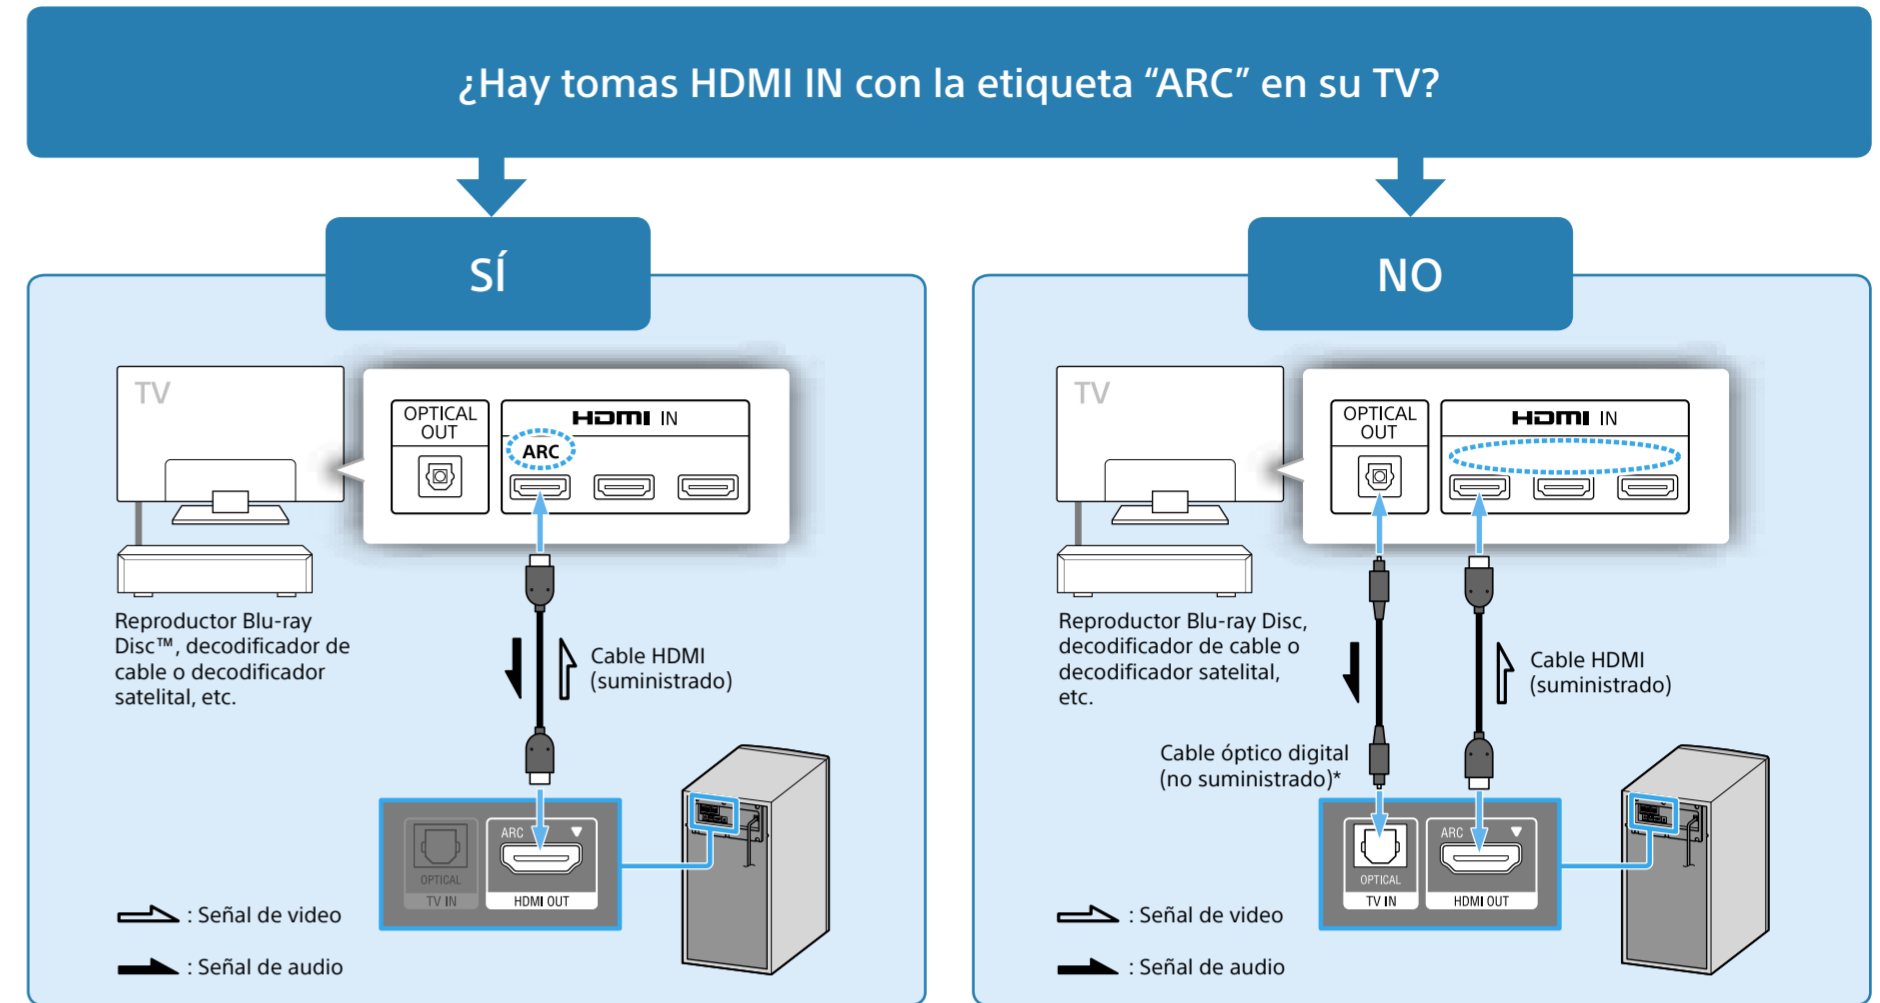 ¿Hay tomas HDMI IN con la etiqueta “ARC” en su TV?
SÍ
TV
OPTICAL
OUT
HDMI IN
ARC
Reproductor Blu-ray
Disc™, decodificador de
cable o decodificador
satelital, etc.
Cable HDMI
(suministrado)
OPTICAL
TV IN
ARC
HDMI OUT
: Señal de video
: Señal de audio
NO
TV
OPTICAL
OUT
HDMI IN
Reproductor Blu-ray Disc,
decodificador de cable o
decodificador satelital,
etc.
Cable HDMI
(suministrado)
Cable óptico digital
(no suministrado)*
OPTICAL
TV IN
ARC
HDMI OUT
: Señal de video
: Señal de audio